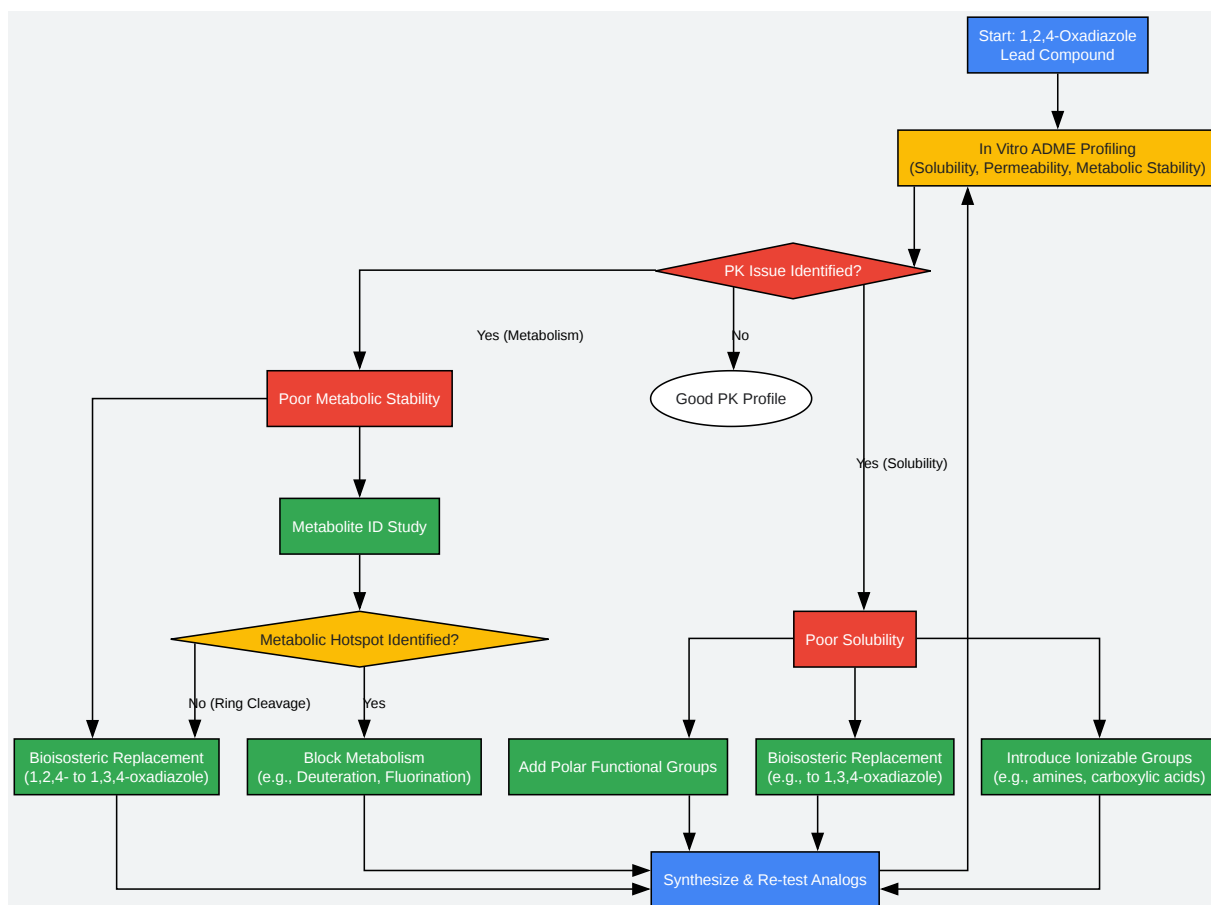 Start: 1,2,4-Oxadiazole
Lead Compound
In Vitro ADME Profiling
(Solubility, Permeability, Metabolic Stability)
PK Issue Identified?
Yes (Metabolism)
No
Poor Metabolic Stability
Good PK Profile
Yes (Solubility)
Metabolite ID Study
Metabolic Hotspot Identified?
Poor Solubility
No (Ring Cleavage)
Yes
Bioisosteric Replacement
(1,2,4- to 1,3,4-oxadiazole)
Block Metabolism
(e.g., Deuteration, Fluorination)
Add Polar Functional Groups
Bioisosteric Replacement
(e.g., to 1,3,4-oxadiazole)
Introduce Ionizable Groups
(e.g., amines, carboxylic acids)
Synthesize & Re-test Analogs